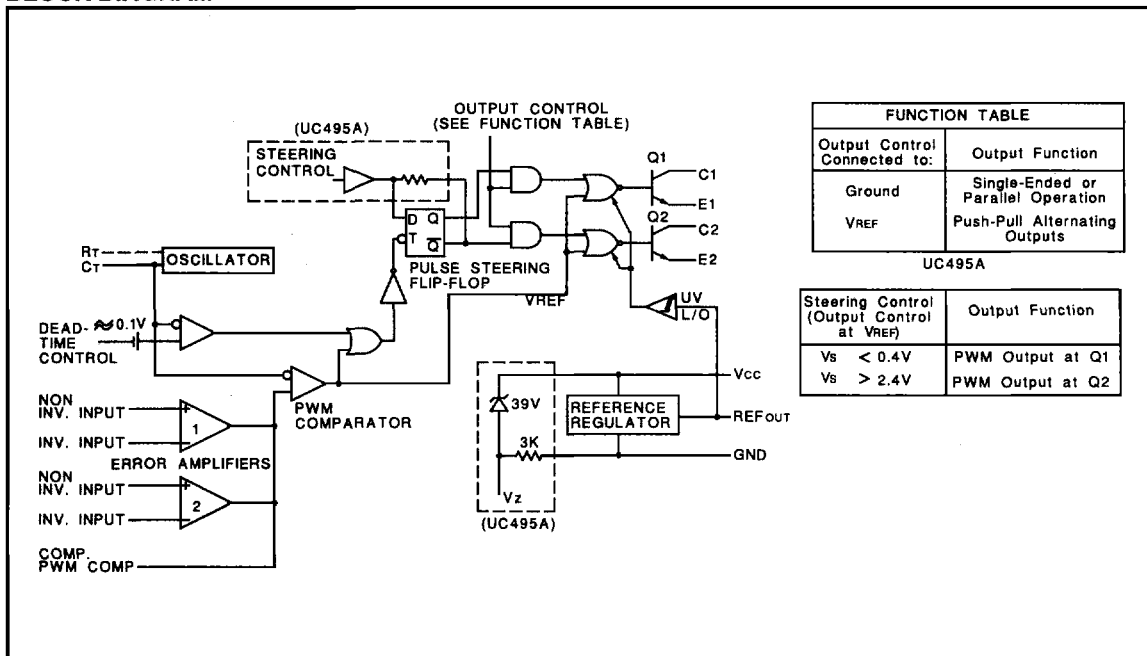 OUTPUT CONTROL
(SEE FUNCTION TABLE)
(UC495A)
STEERING
CONTROL
D Q
T Q̅
PULSE STEERING
FLIP-FLOP
Q1
C1
E1
Q2
C2
E2
RT
CT
OSCILLATOR
VREF
UV
L/O
DEAD-
TIME
CONTROL
≈0.1V
PWM
COMPARATOR
NON
INV. INPUT
INV. INPUT
1
ERROR AMPLIFIERS
NON
INV. INPUT
INV. INPUT
2
COMP.
PWM COMP
39V
3K
VZ
(UC495A)
REFERENCE
REGULATOR
VCC
REFOUT
GND
FUNCTION TABLE
Output Control
Connected to:
Output Function
Ground
Single-Ended or
Parallel Operation
VREF
Push-Pull Alternating
Outputs
UC495A
Steering Control
(Output Control
at VREF)
Output Function
Vs < 0.4V
PWM Output at Q1
Vs > 2.4V
PWM Output at Q2